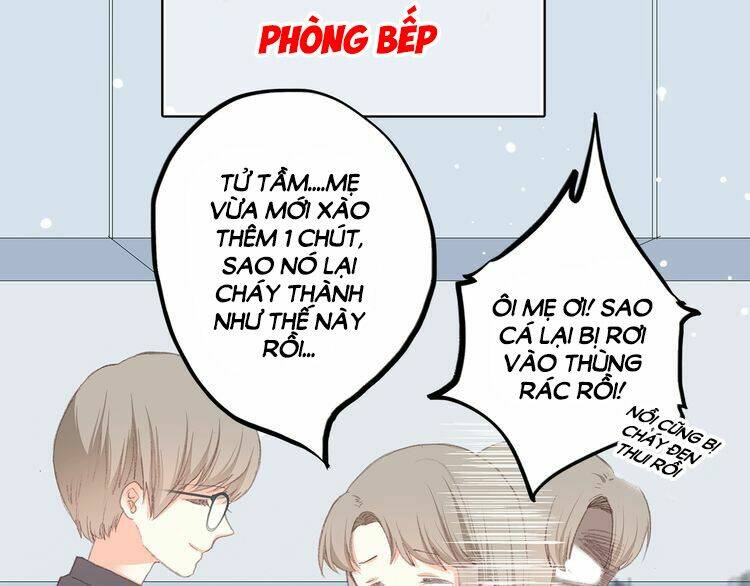 PHÒNG BẾP
TỬ TẦM....MẸ
VỪA MỚI XÀO
THÊM 1 CHÚT,
SAO NÓ LẠI
CHÁY THÀNH
NHƯ THẾ NÀY
RỒI...
ÔI MẸ ƠI! SAO
CÁ LẠI BỊ RƠI
VÀO THÙNG
RÁC RỒI!
NỒI CŨNG BỊ
CHÁY ĐEN
THUI RỒI